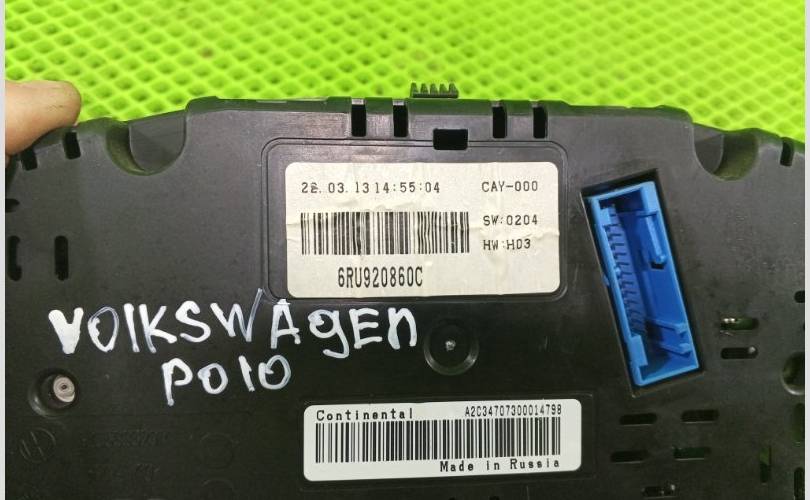 22.03.13 14:55:04 CAY-000
SW:0204
HW:H03
6RU920860C
VOlKSWAgEn
POlO
Continental A2C34707300014798
Made in Russia